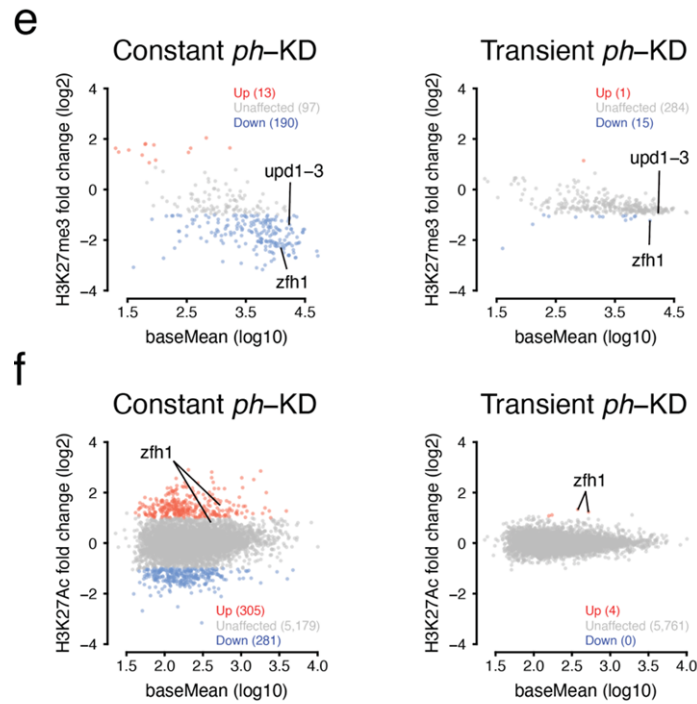 e
Constant ph–KD
H3K27me3 fold change (log2)
4
2
0
−2
−4
Up (13)
Unaffected (97)
Down (190)
upd1−3
zfh1
1.5 2.5 3.5 4.5
baseMean (log10)
Transient ph–KD
H3K27me3 fold change (log2)
4
2
0
−2
−4
Up (1)
Unaffected (284)
Down (15)
upd1−3
zfh1
1.5 2.5 3.5 4.5
baseMean (log10)
f
Constant ph–KD
H3K27Ac fold change (log2)
4
2
0
−2
−4
zfh1
Up (305)
Unaffected (5,179)
Down (281)
1.5 2.0 2.5 3.0 3.5 4.0
baseMean (log10)
Transient ph–KD
H3K27Ac fold change (log2)
4
2
0
−2
−4
zfh1
Up (4)
Unaffected (5,761)
Down (0)
1.5 2.0 2.5 3.0 3.5 4.0
baseMean (log10)